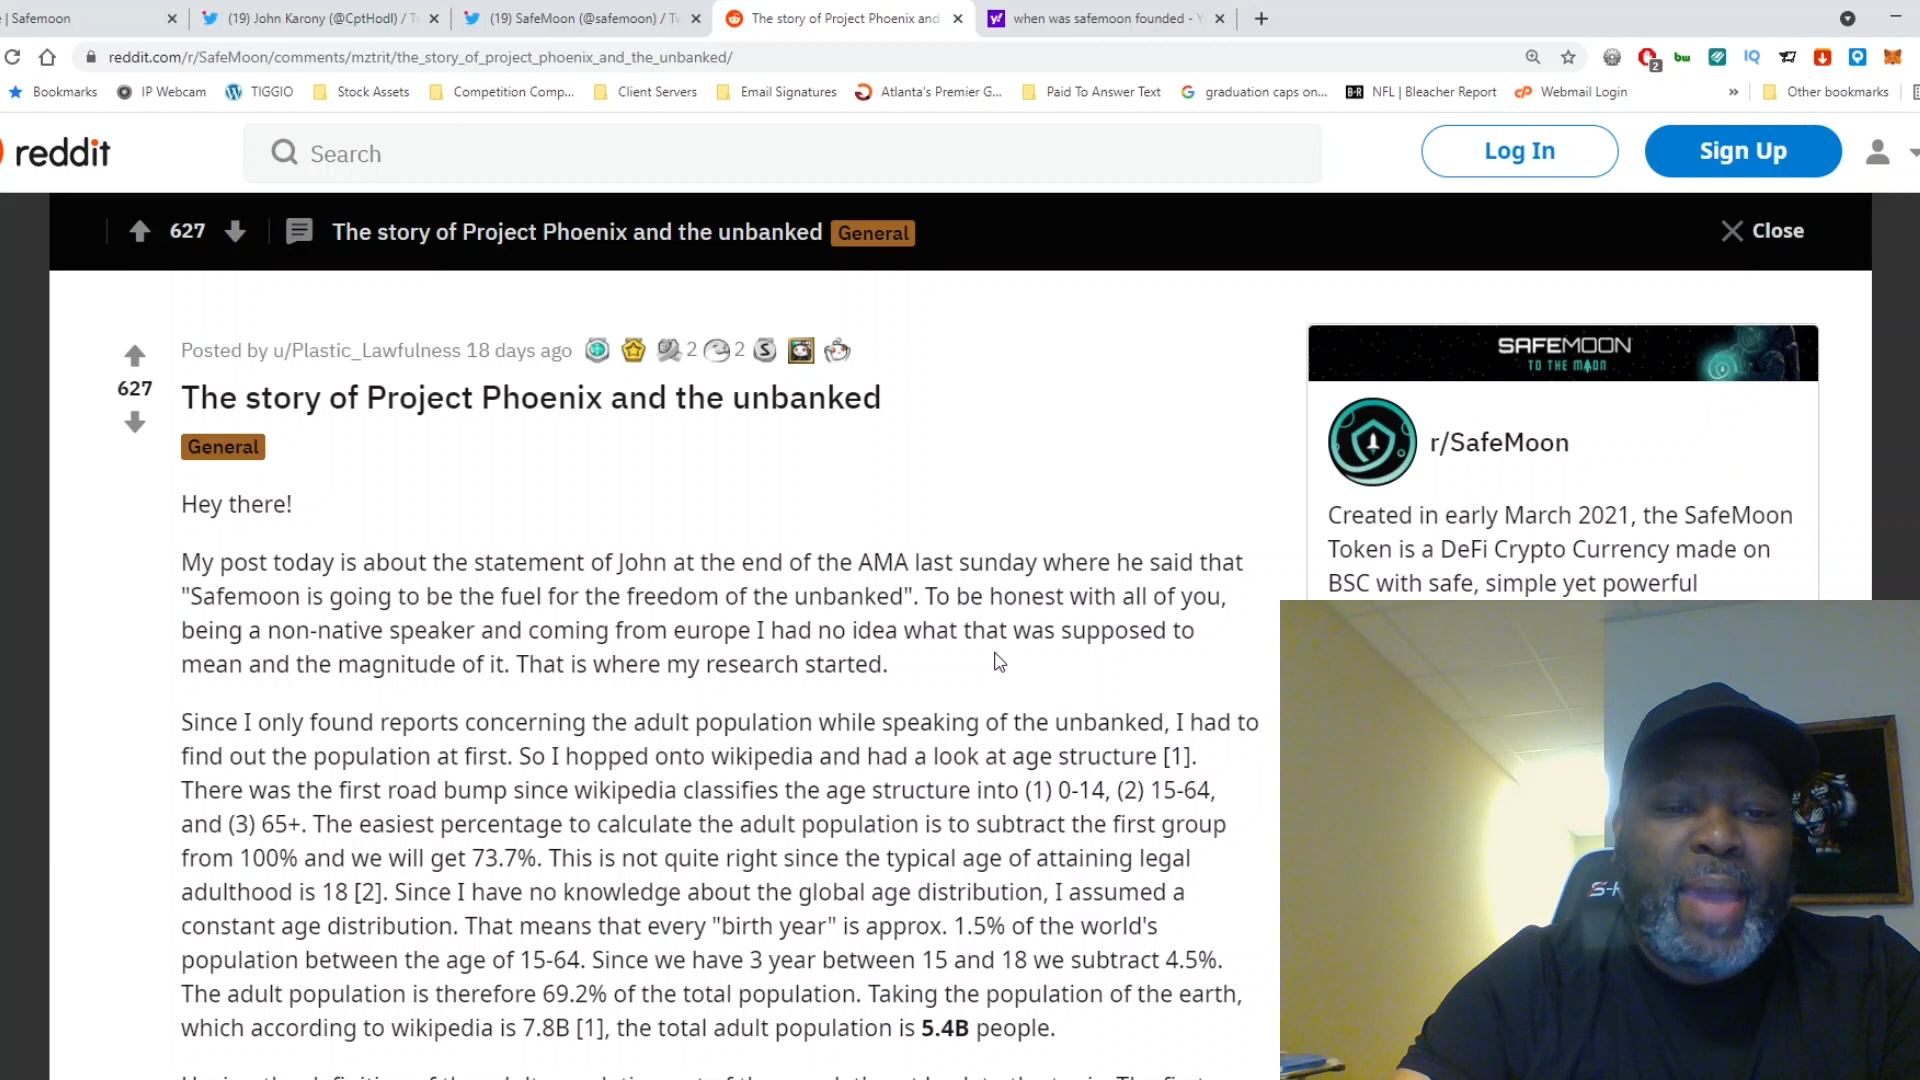 | Safemoon
(19) John Karony (@CptHodl) / Tw
(19) SafeMoon (@safemoon) / Tw
The story of Project Phoenix and
when was safemoon founded - Y
reddit.com/r/SafeMoon/comments/mztrit/the_story_of_project_phoenix_and_the_unbanked/
2
bw
IQ
Bookmarks
IP Webcam
TIGGIO
Stock Assets
Competition Comp...
Client Servers
Email Signatures
Atlanta's Premier G...
Paid To Answer Text
graduation caps on...
B/R
NFL | Bleacher Report
Webmail Login
»
Other bookmarks
reddit
Search
Log In
Sign Up
627
The story of Project Phoenix and the unbanked
General
Close
Posted by u/Plastic_Lawfulness 18 days ago
2
2
S
627
The story of Project Phoenix and the unbanked
General
Hey there!
My post today is about the statement of John at the end of the AMA last sunday where he said that
"Safemoon is going to be the fuel for the freedom of the unbanked". To be honest with all of you,
being a non-native speaker and coming from europe I had no idea what that was supposed to
mean and the magnitude of it. That is where my research started.
Since I only found reports concerning the adult population while speaking of the unbanked, I had to
find out the population at first. So I hopped onto wikipedia and had a look at age structure [1].
There was the first road bump since wikipedia classifies the age structure into (1) 0-14, (2) 15-64,
and (3) 65+. The easiest percentage to calculate the adult population is to subtract the first group
from 100% and we will get 73.7%. This is not quite right since the typical age of attaining legal
adulthood is 18 [2]. Since I have no knowledge about the global age distribution, I assumed a
constant age distribution. That means that every "birth year" is approx. 1.5% of the world's
population between the age of 15-64. Since we have 3 year between 15 and 18 we subtract 4.5%.
The adult population is therefore 69.2% of the total population. Taking the population of the earth,
which according to wikipedia is 7.8B [1], the total adult population is 5.4B people.
SAFEMOON
TO THE MOON
r/SafeMoon
Created in early March 2021, the SafeMoon
Token is a DeFi Crypto Currency made on
BSC with safe, simple yet powerful